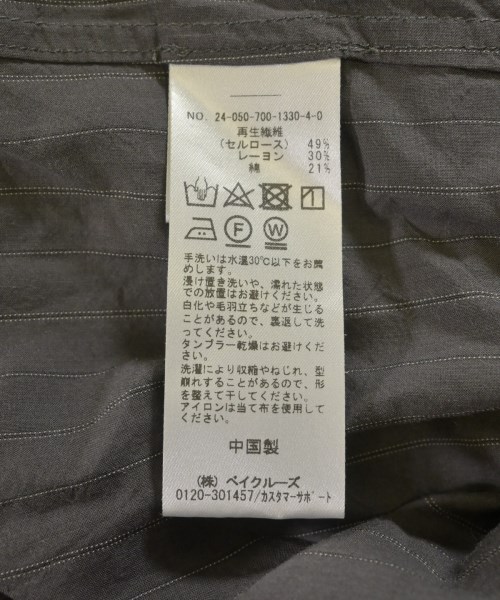 NO. 24-050-700-1330-4-0
再生繊維
(セルロース) 49%
レーヨン 30%
綿 21%
F W
手洗いは水温30℃以下をお薦
めします。
浸け置き洗いや、濡れた状態
での放置はお避けください。
白化や毛羽立ちなどが生じる
ことがあるので、裏返して洗
ってください。
タンブラー乾燥はお避けくだ
さい。
洗濯により収縮やねじれ、型
崩れすることがあるので、形
を整えて干してください。
アイロンは当て布を使用して
ください。
中国製
(株) ベイクルーズ
0120-301457/カスタマーサポート